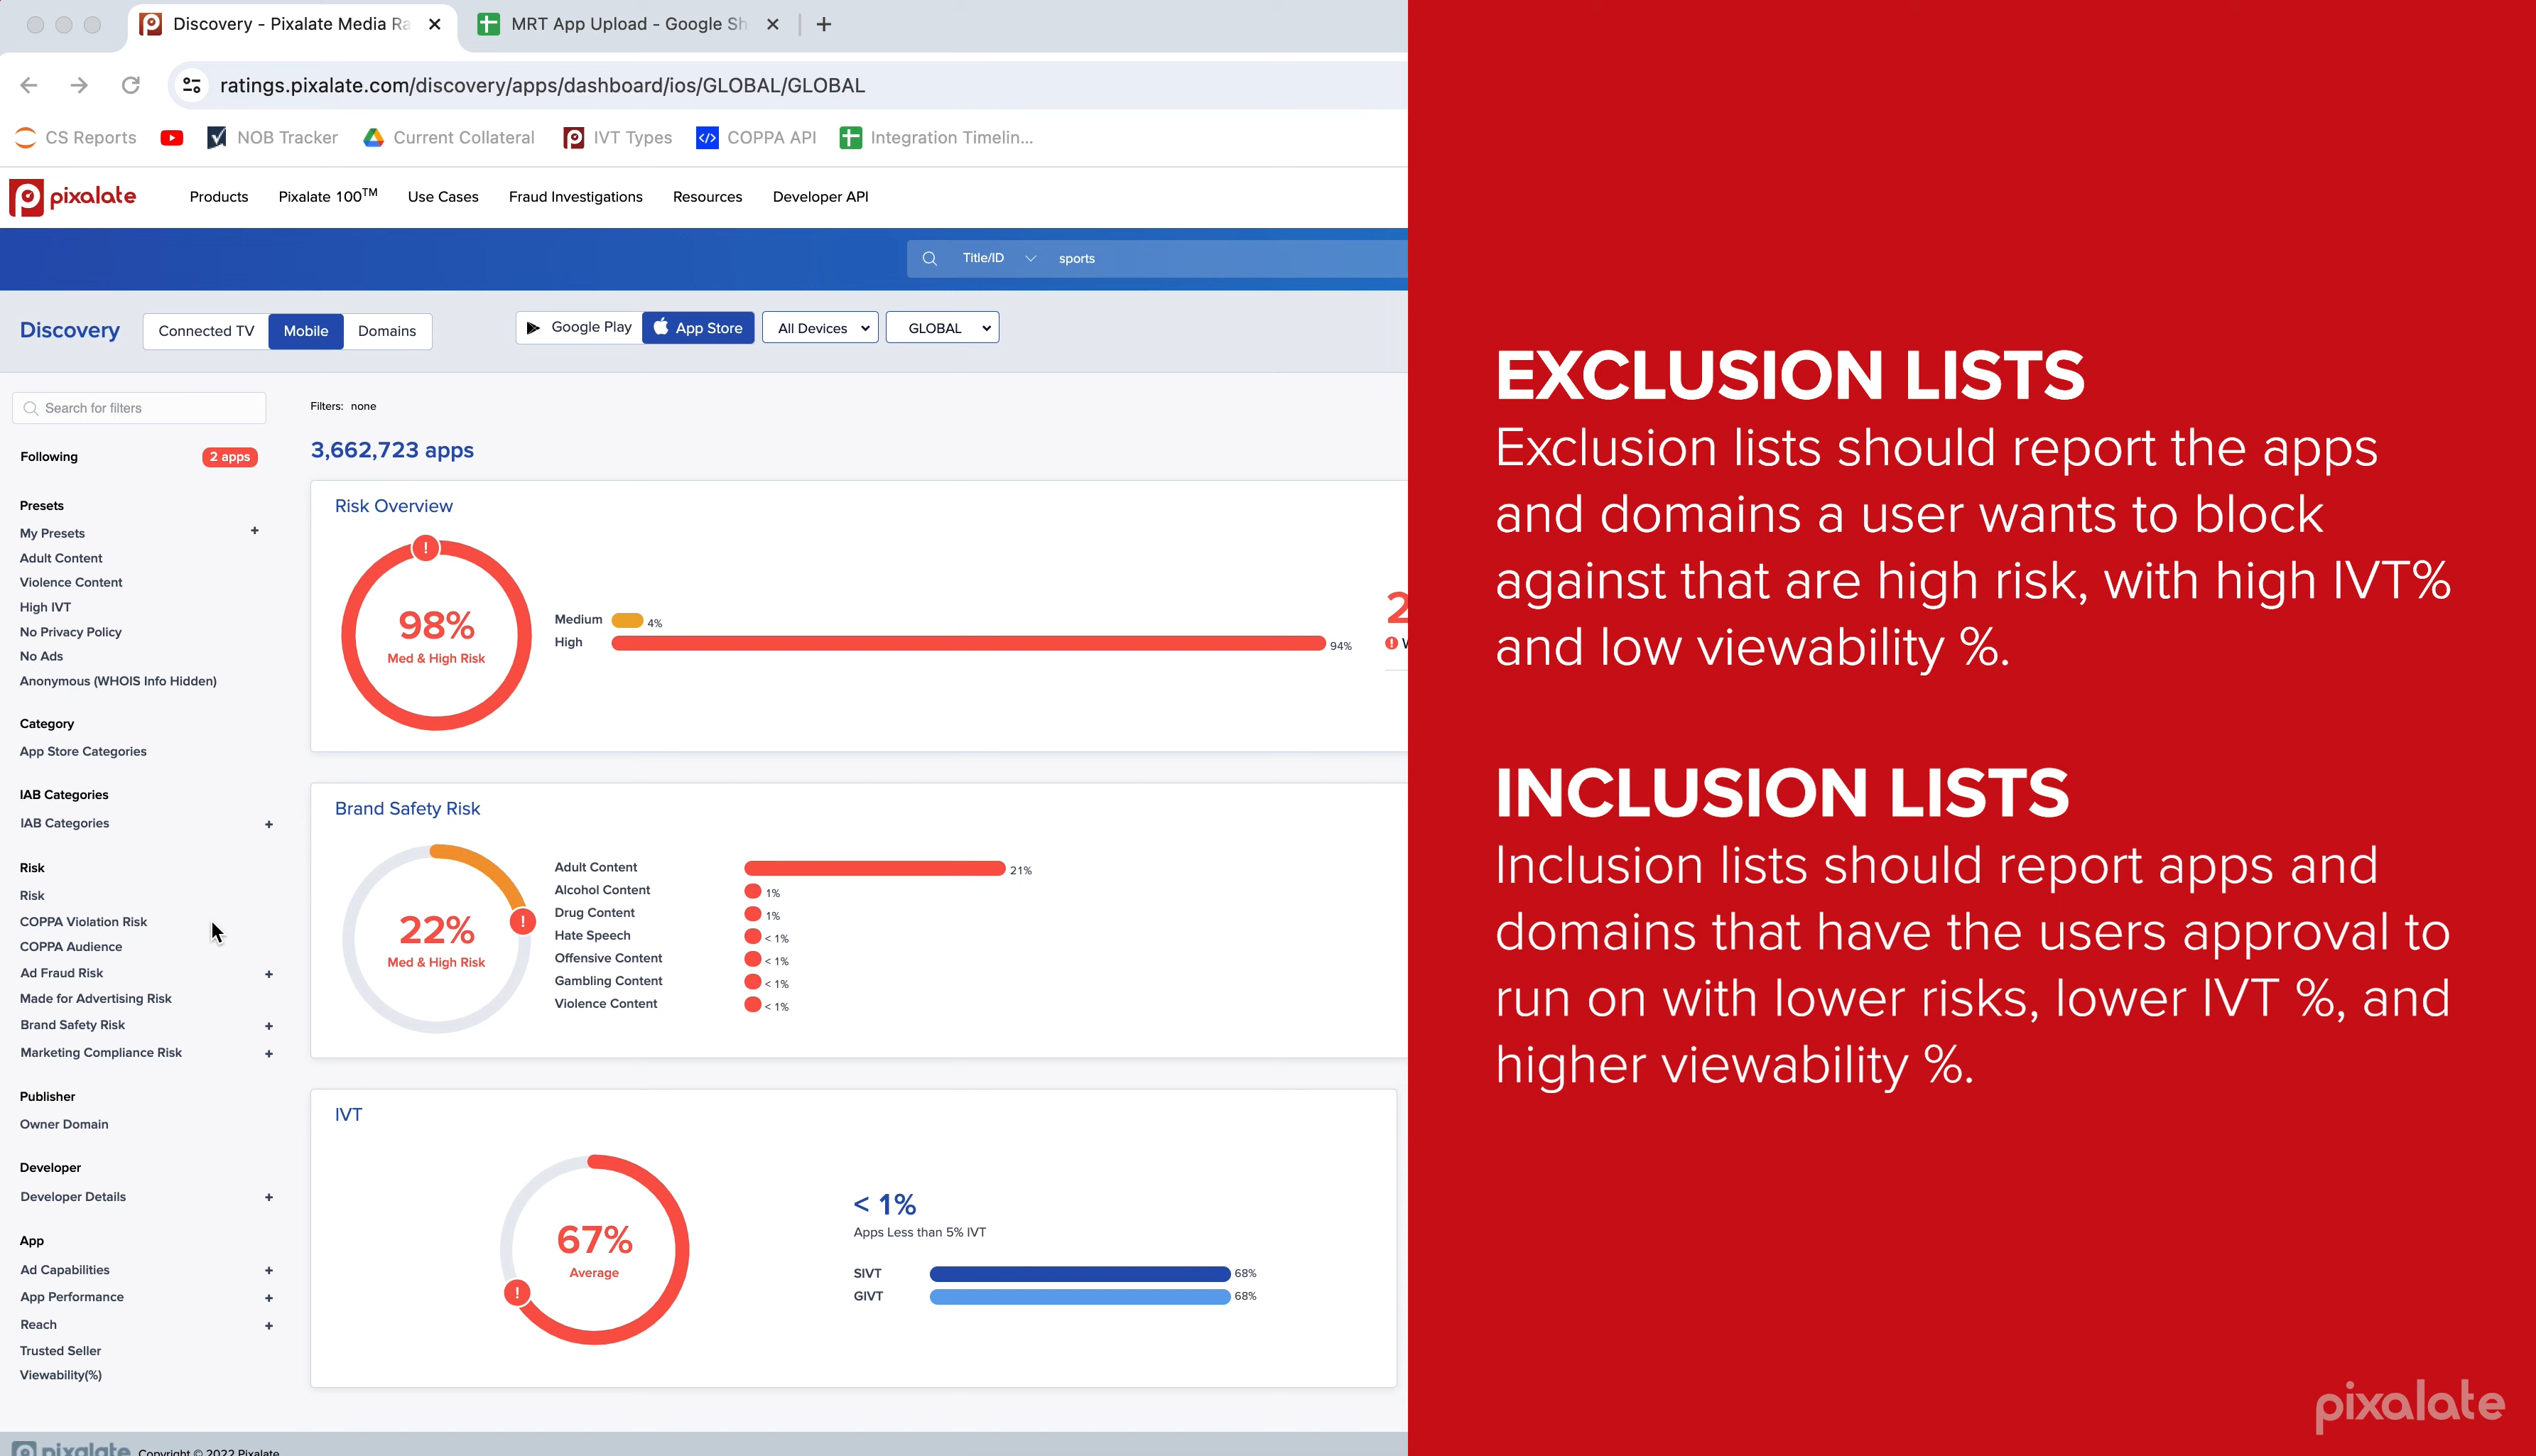 Discovery - Pixalate Media Ra
MRT App Upload - Google Sh
ratings.pixalate.com/discovery/apps/dashboard/ios/GLOBAL/GLOBAL
CS Reports
NOB Tracker
Current Collateral
IVT Types
COPPA API
Integration Timelin...
pixalate
Products
Pixalate 100™
Use Cases
Fraud Investigations
Resources
Developer API
Title/ID
sports
Discovery
Connected TV
Mobile
Domains
Google Play
App Store
All Devices
GLOBAL
Search for filters
Following
2 apps
Presets
My Presets
Adult Content
Violence Content
High IVT
No Privacy Policy
No Ads
Anonymous (WHOIS Info Hidden)
Category
App Store Categories
IAB Categories
IAB Categories
Risk
Risk
COPPA Violation Risk
COPPA Audience
Ad Fraud Risk
Made for Advertising Risk
Brand Safety Risk
Marketing Compliance Risk
Publisher
Owner Domain
Developer
Developer Details
App
Ad Capabilities
App Performance
Reach
Trusted Seller
Viewability(%)
Filters: none
3,662,723 apps
Risk Overview
98%
Med & High Risk
Medium 4%
High 94%
2
Brand Safety Risk
22%
Med & High Risk
Adult Content 21%
Alcohol Content 1%
Drug Content 1%
Hate Speech < 1%
Offensive Content < 1%
Gambling Content < 1%
Violence Content < 1%
IVT
67%
Average
< 1%
Apps Less than 5% IVT
SIVT 68%
GIVT 68%
pixalate Copyright © 2022 Pixalate
EXCLUSION LISTS
Exclusion lists should report the apps
and domains a user wants to block
against that are high risk, with high IVT%
and low viewability %.
INCLUSION LISTS
Inclusion lists should report apps and
domains that have the users approval to
run on with lower risks, lower IVT %, and
higher viewability %.
pixalate